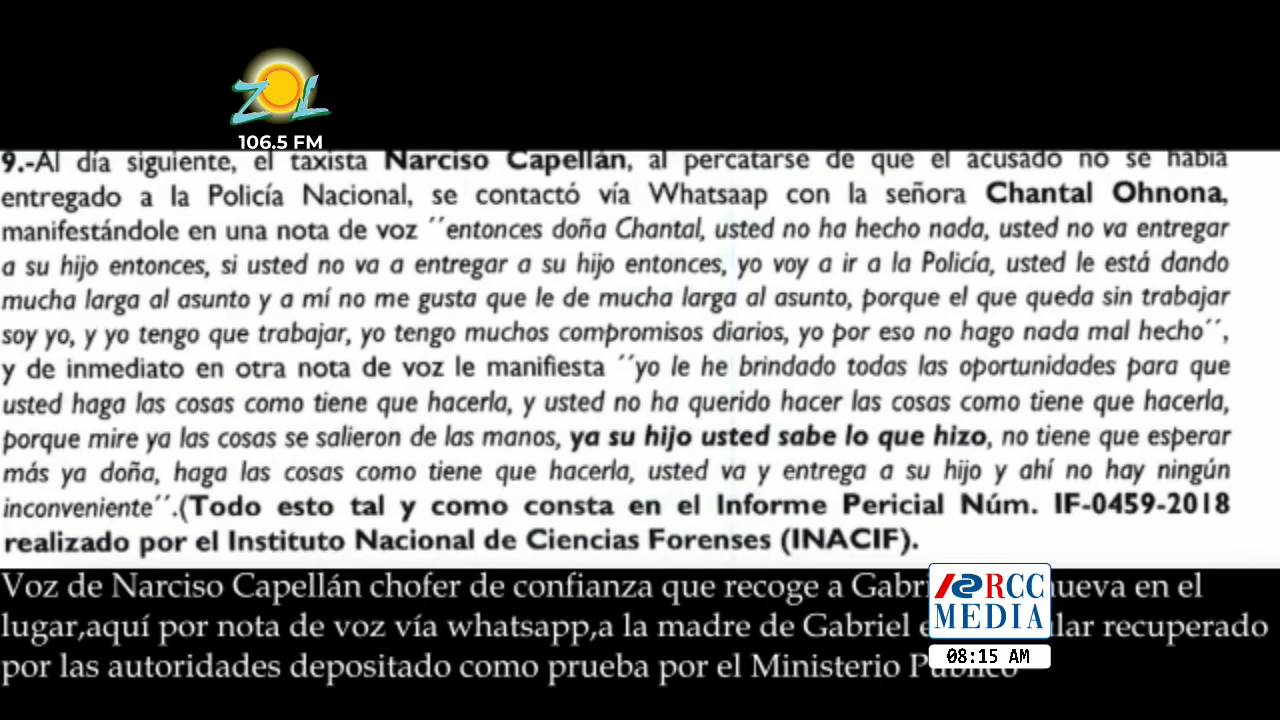 ZOL
106.5 FM
9.-Al día siguiente, el taxista Narciso Capellán, al percatarse de que el acusado no se había
entregado a la Policía Nacional, se contactó vía Whatsaap con la señora Chantal Ohnona,
manifestándole en una nota de voz ´´entonces doña Chantal, usted no ha hecho nada, usted no va entregar
a su hijo entonces, si usted no va a entregar a su hijo entonces, yo voy a ir a la Policía, usted le está dando
mucha larga al asunto y a mí no me gusta que le de mucha larga al asunto, porque el que queda sin trabajar
soy yo, y yo tengo que trabajar, yo tengo muchos compromisos diarios, yo por eso no hago nada mal hecho´´,
y de inmediato en otra nota de voz le manifiesta ´´yo le he brindado todas las oportunidades para que
usted haga las cosas como tiene que hacerla, y usted no ha querido hacer las cosas como tiene que hacerla,
porque mire ya las cosas se salieron de las manos, ya su hijo usted sabe lo que hizo, no tiene que esperar
más ya doña, haga las cosas como tiene que hacerla, usted va y entrega a su hijo y ahí no hay ningún
inconveniente´´.(Todo esto tal y como consta en el Informe Pericial Núm. IF-0459-2018
realizado por el Instituto Nacional de Ciencias Forenses (INACIF).
Voz de Narciso Capellán chofer de confianza que recoge a en el
lugar,aquí por nota de voz vía whatsapp,a la madre de Gabriel recuperado
por las autoridades depositado como prueba por el Ministerio Público
RCC
MEDIA
08:15 AM